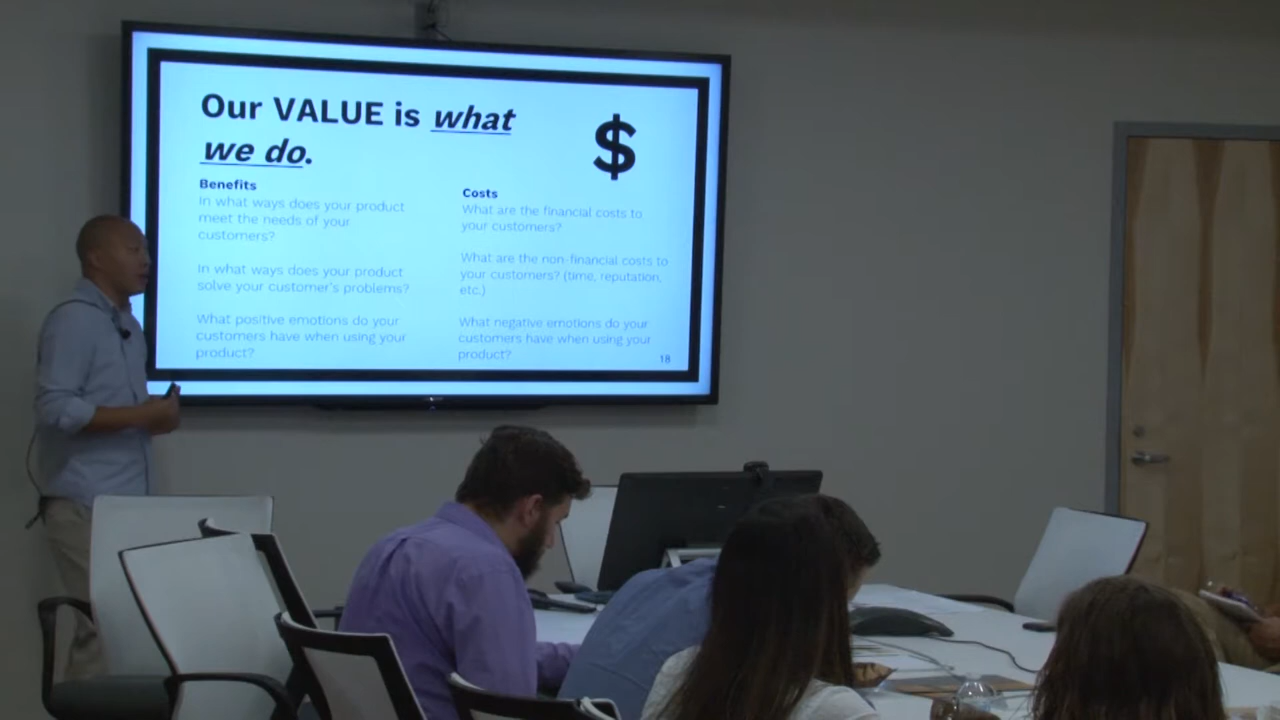 Our VALUE is what
we do.
$
Benefits
In what ways does your product
meet the needs of your
customers?
In what ways does your product
solve your customer's problems?
What positive emotions do your
customers have when using your
product?
Costs
What are the financial costs to
your customers?
What are the non-financial costs to
your customers? (time, reputation,
etc.)
What negative emotions do your
customers have when using your
product?
18